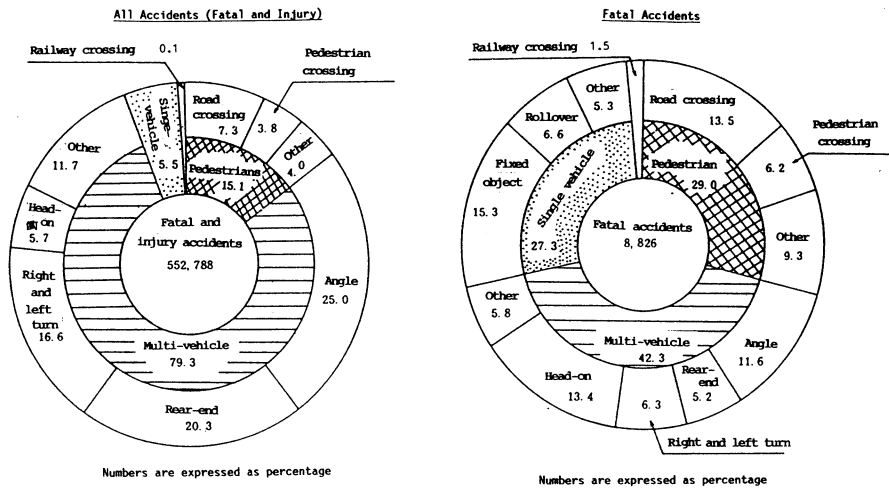 All Accidents (Fatal and Injury)
Railway crossing 0.1
Pedestrian
crossing
Road
crossing
7.3
3.8
Other
4.0
Singe-
vehicle
5.5
Pedestrians
15.1
Other
11.7
Head-
on
5.7
Right
and
left
turn
16.6
Fatal and
injury accidents
552,788
Angle
25.0
Multi-vehicle
79.3
Rear-end
20.3
Numbers are expressed as percentage
Fatal Accidents
Railway crossing 1.5
Other
5.3
Road crossing
13.5
Pedestrian
crossing
6.2
Rollover
6.6
Fixed
object
15.3
Single vehicle
27.3
Pedestrian
29.0
Fatal accidents
8,826
Other
9.3
Other
5.8
Multi-vehicle
42.3
Angle
11.6
Rear-
end
5.2
Head-on
13.4
6.3
Right and left turn
Numbers are expressed as percentage